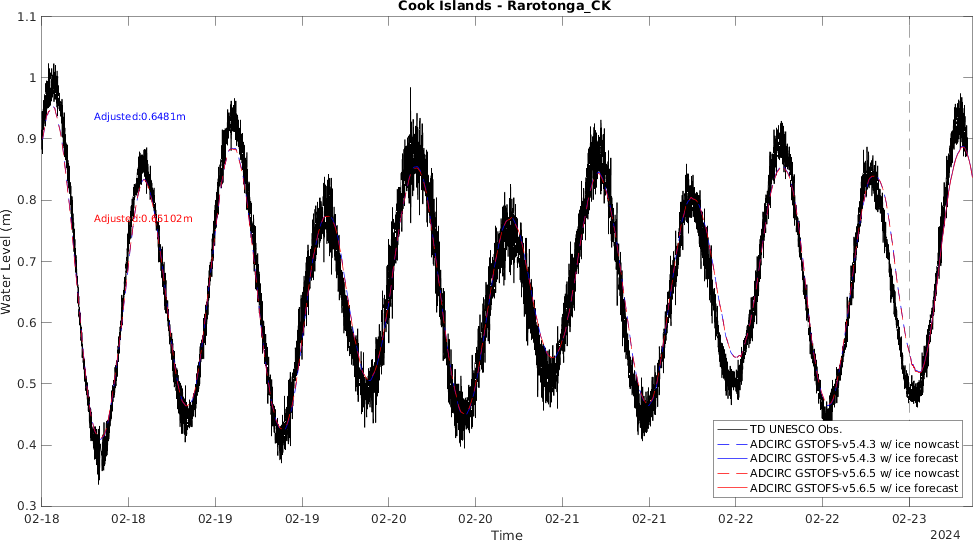 Cook Islands - Rarotonga_CK
Water Level (m)
1.1
1
0.9
0.8
0.7
0.6
0.5
0.4
0.3
Adjusted:0.6481m
Adjusted:0.65102m
TD UNESCO Obs.
ADCIRC GSTOFS-v5.4.3 w/ ice nowcast
ADCIRC GSTOFS-v5.4.3 w/ ice forecast
ADCIRC GSTOFS-v5.6.5 w/ ice nowcast
ADCIRC GSTOFS-v5.6.5 w/ ice forecast
02-18 02-18 02-19 02-19 02-20 02-20 02-21 02-21 02-22 02-22 02-23
Time
2024